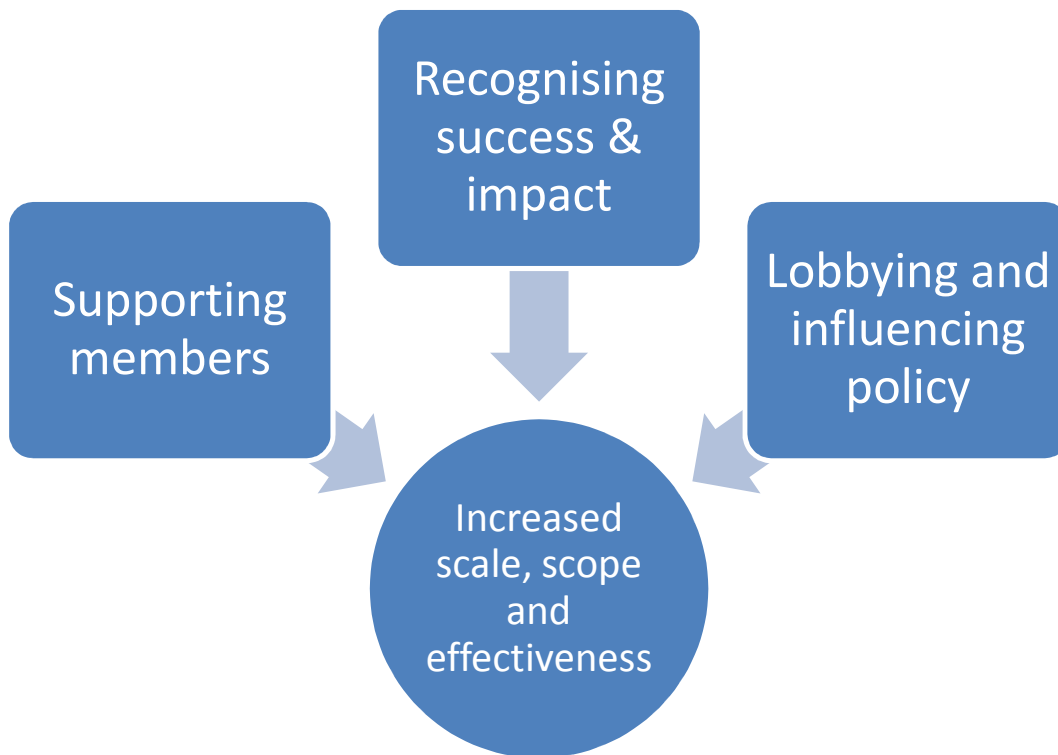 Recognising
success &
impact
Supporting
members
Lobbying and
influencing
policy
Increased
scale, scope
and
effectiveness